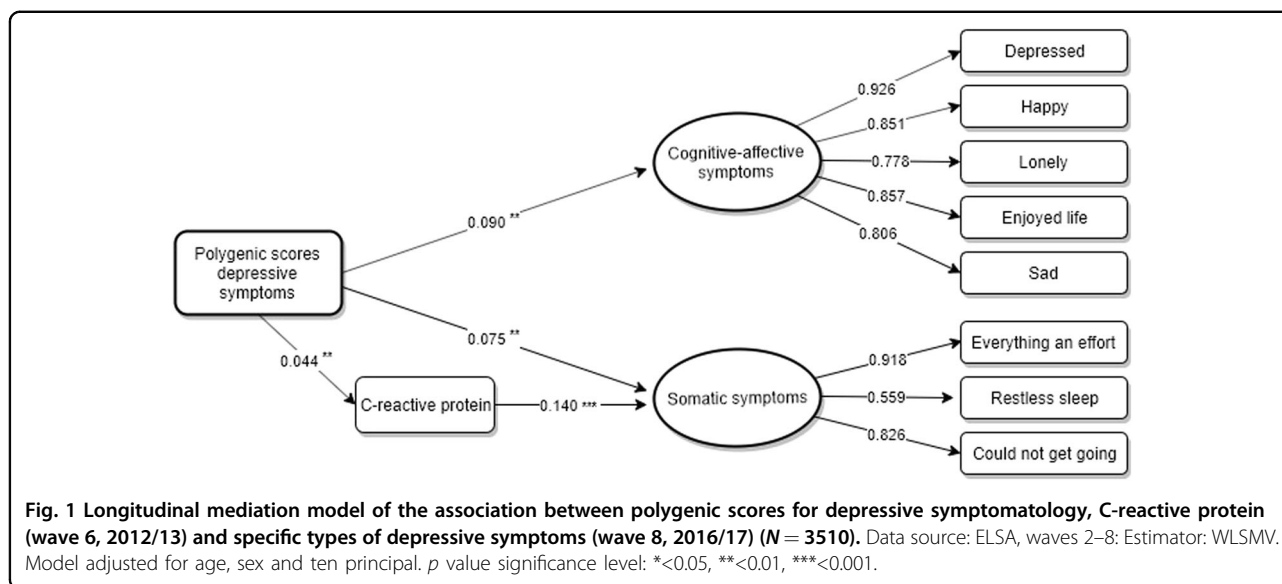 Depressed
0.926
Happy
0.851
Cognitive-affective
symptoms
0.778
Lonely
0.857
Enjoyed life
0.806
Sad
0.090 **
Polygenic scores
depressive
symptoms
0.075 **
0.044 **
C-reactive protein
0.140 ***
Somatic symptoms
0.918
Everything an effort
0.559
Restless sleep
0.826
Could not get going
Fig. 1 Longitudinal mediation model of the association between polygenic scores for depressive symptomatology, C-reactive protein
(wave 6, 2012/13) and specific types of depressive symptoms (wave 8, 2016/17) (N = 3510). Data source: ELSA, waves 2–8: Estimator: WLSMV.
Model adjusted for age, sex and ten principal. p value significance level: *<0.05, **<0.01, ***<0.001.